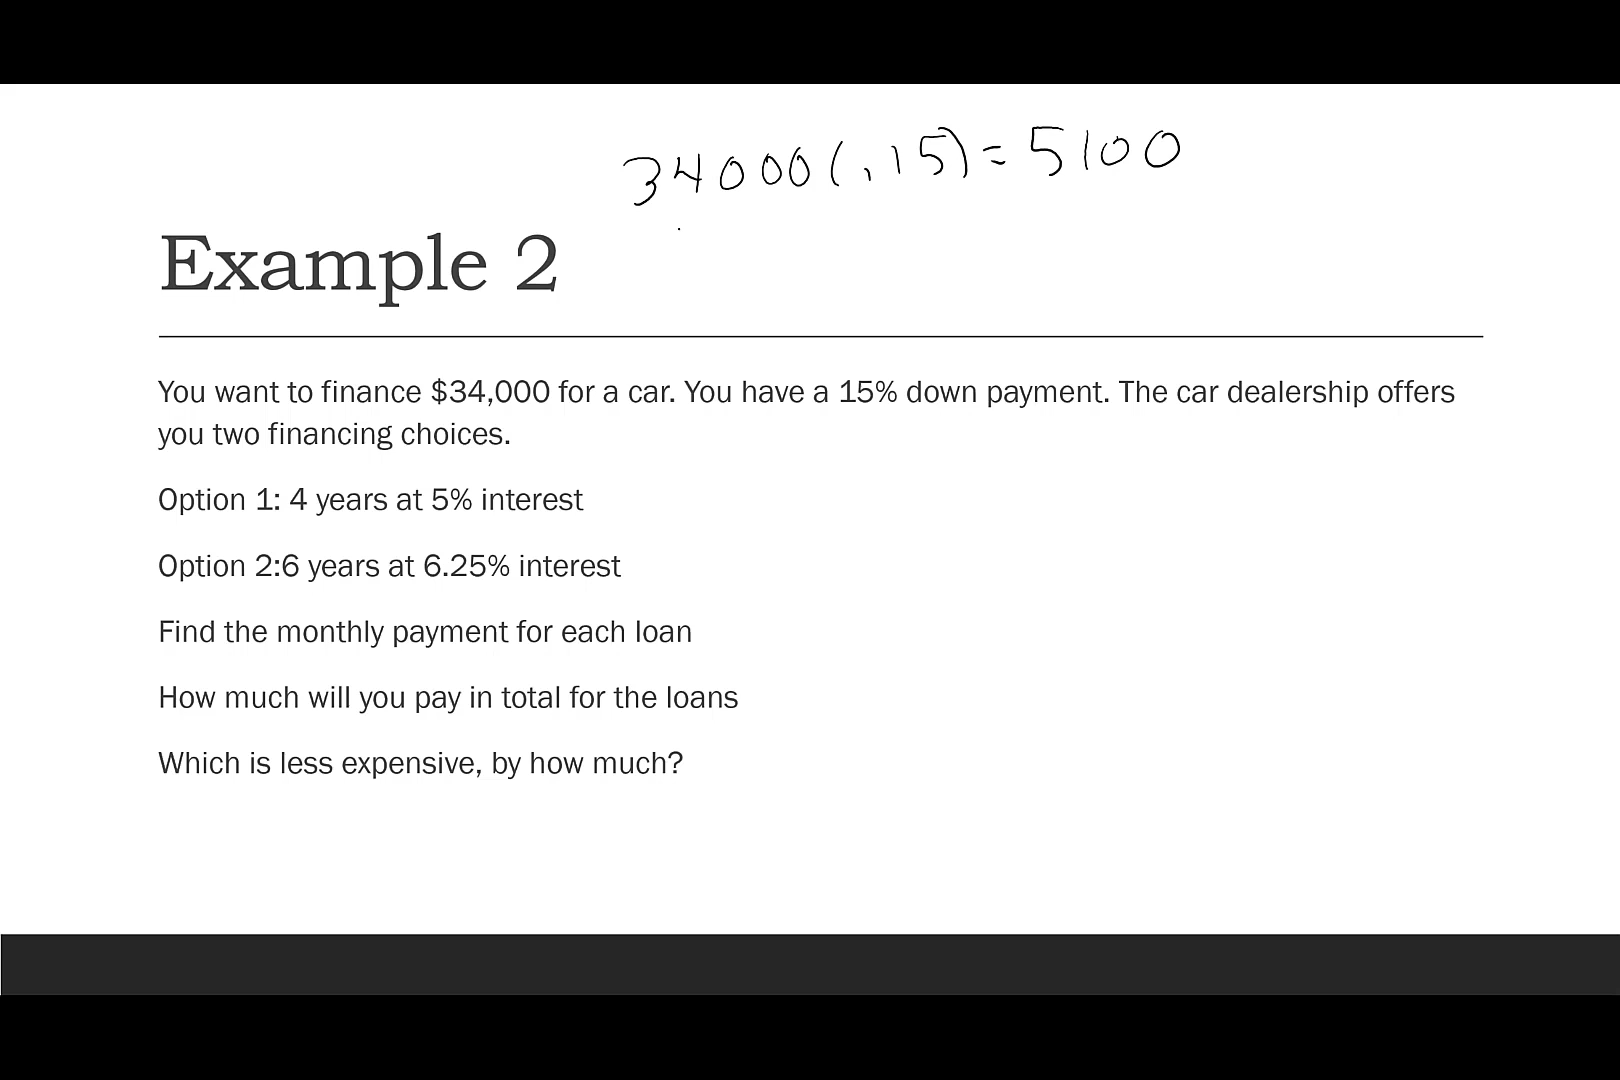 34000(.15)=5100
Example 2
You want to finance $34,000 for a car. You have a 15% down payment. The car dealership offers
you two financing choices.
Option 1: 4 years at 5% interest
Option 2:6 years at 6.25% interest
Find the monthly payment for each loan
How much will you pay in total for the loans
Which is less expensive, by how much?